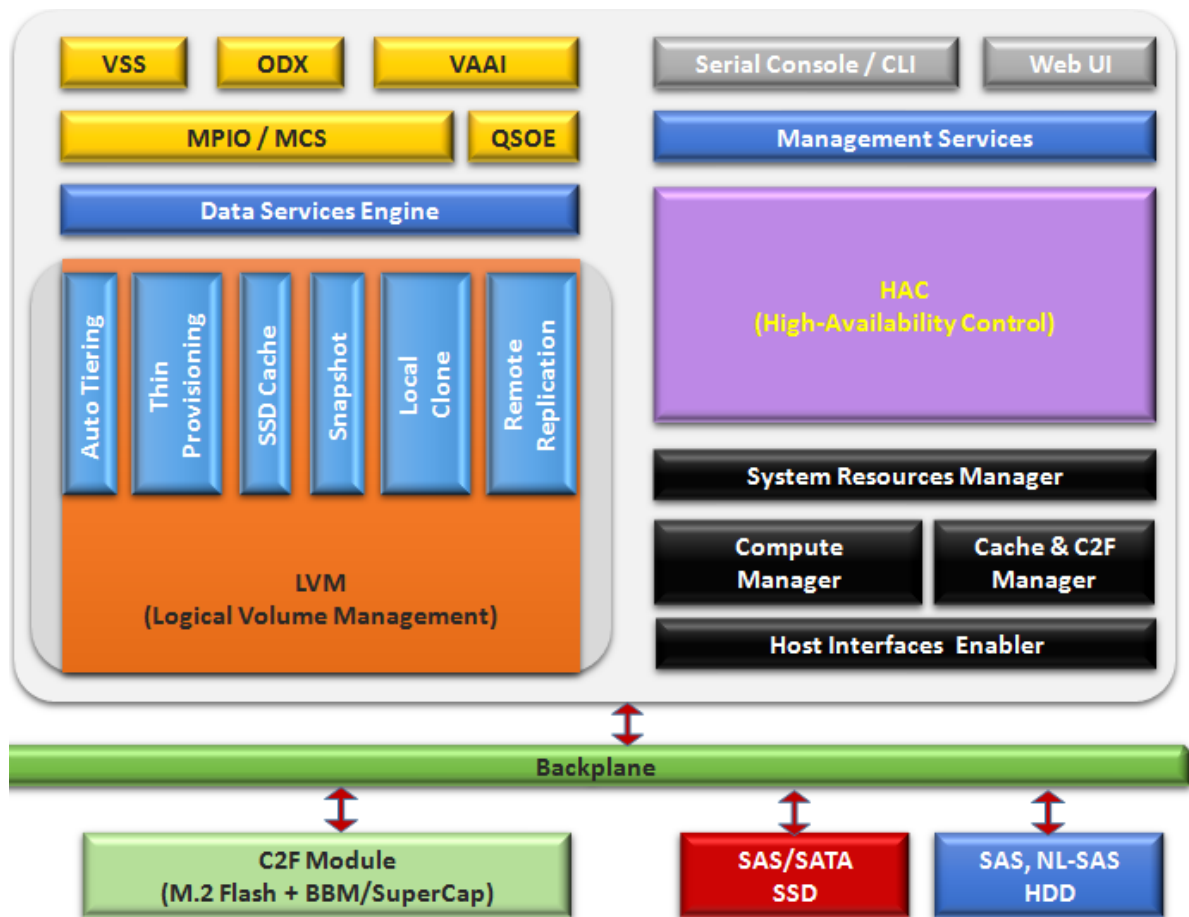 VSS
ODX
VAAI
Serial Console / CLI
Web UI
MPIO / MCS
QSOE
Management Services
Data Services Engine
HAC
(High-Availability Control)
Auto Tiering
Thin
Provisioning
SSD Cache
Snapshot
Local
Clone
Remote
Replication
LVM
(Logical Volume Management)
System Resources Manager
Compute
Manager
Cache & C2F
Manager
Host Interfaces Enabler
Backplane
C2F Module
(M.2 Flash + BBM/SuperCap)
SAS/SATA
SSD
SAS, NL-SAS
HDD